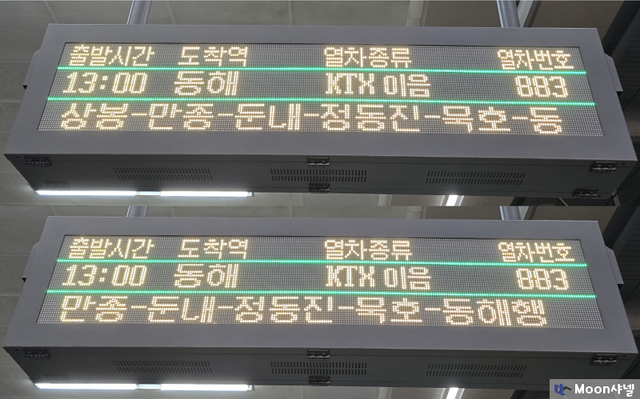 출발시간 도착역 열차종류 열차번호
13:00 동해 KTX 이음 883
상봉-만종-둔내-정동진-묵호-동
출발시간 도착역 열차종류 열차번호
13:00 동해 KTX 이음 883
만종-둔내-정동진-묵호-동해행
Moon샤넬